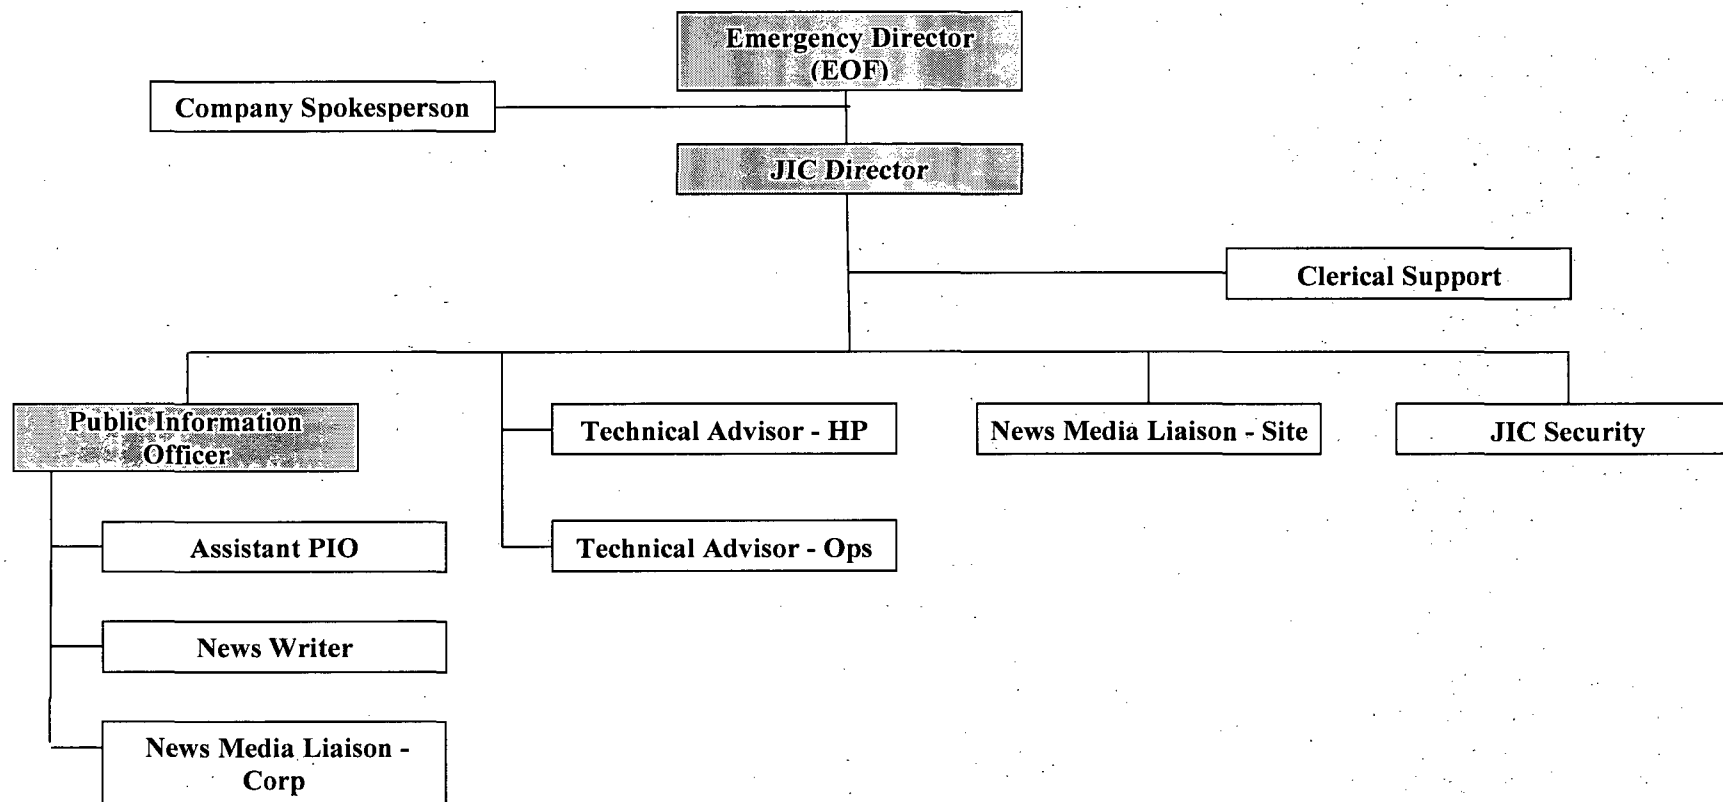 Emergency Director
(EOF)
Company Spokesperson
JIC Director
Clerical Support
Public Information
Officer
Technical Advisor - HP
News Media Liaison - Site
JIC Security
Assistant PIO
Technical Advisor - Ops
News Writer
News Media Liaison -
Corp